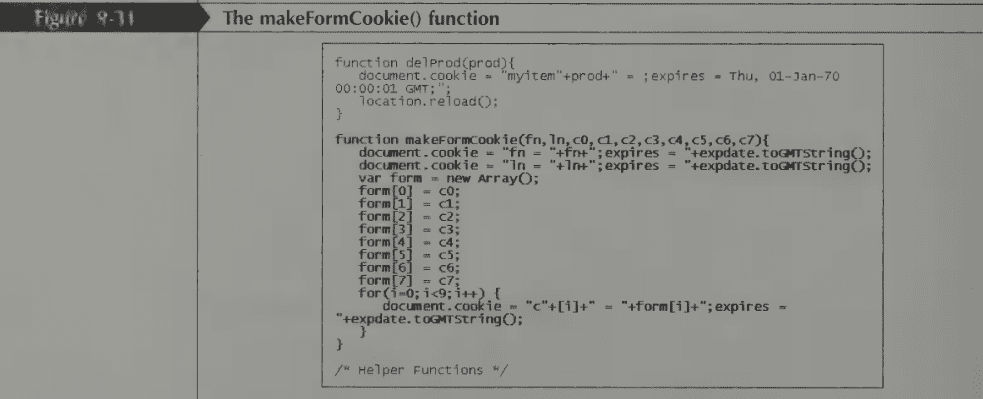 Figure 9-31
The makeFormCookie() function
function delProd(prod){
document.cookie = "myitem"+prod+" = ;expires = Thu, 01-Jan-70
00:00:01 GMT;";
location.reload();
}
function makeFormCookie(fn,ln,c0,c1,c2,c3,c4,c5,c6,c7){
document.cookie = "fn = "+fn+";expires = "+expdate.toGMTString();
document.cookie = "ln = "+ln+";expires = "+expdate.toGMTString();
var form = new Array();
form[0] = c0;
form[1] = c1;
form[2] = c2;
form[3] = c3;
form[4] = c4;
form[5] = c5;
form[6] = c6;
form[7] = c7;
for(i=0;i<9;i++) {
document.cookie = "c"+[i]+" = "+form[i]+";expires =
"+expdate.toGMTString();
}
}
/* Helper Functions */